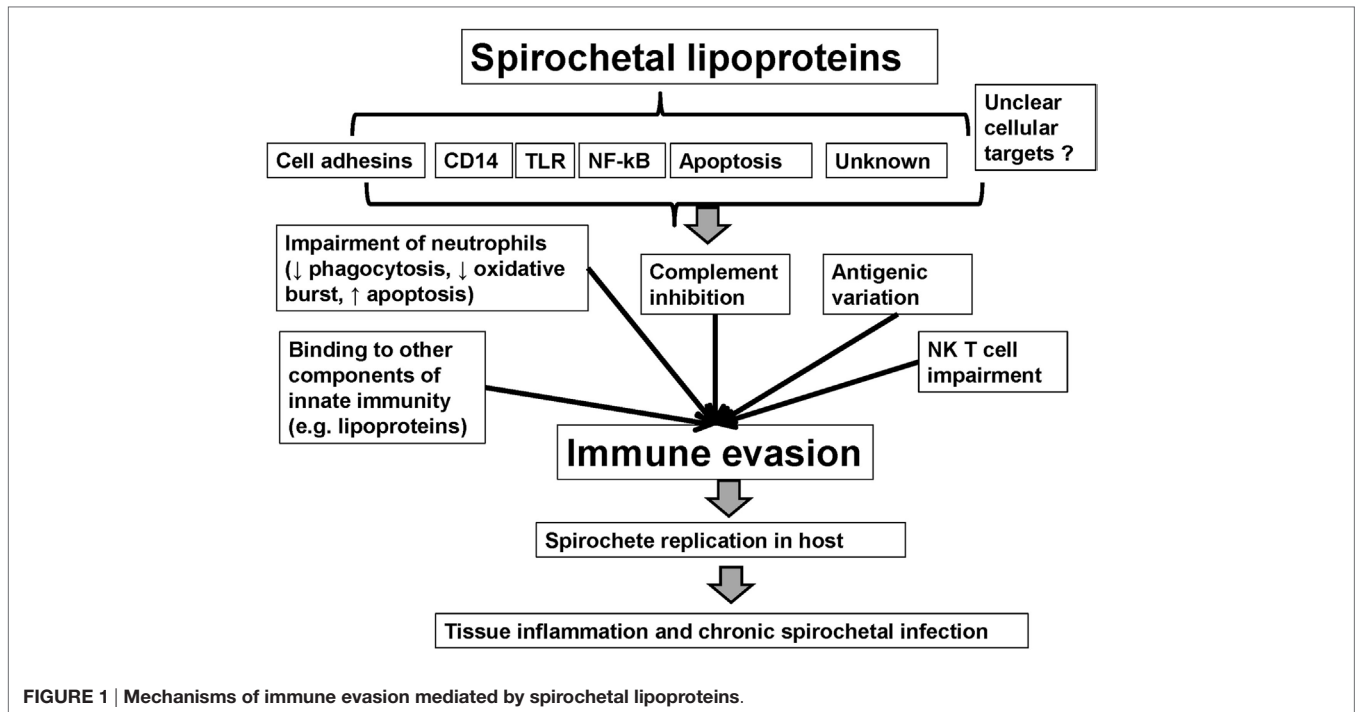 Spirochetal lipoproteins
Unclear
cellular
targets ?
Cell adhesins
CD14
TLR
NF-kB
Apoptosis
Unknown
Impairment of neutrophils
(↓ phagocytosis, ↓ oxidative
burst, ↑ apoptosis)
Complement
inhibition
Antigenic
variation
Binding to other
components of
innate immunity
(e.g. lipoproteins)
NK T cell
impairment
Immune evasion
Spirochete replication in host
Tissue inflammation and chronic spirochetal infection
FIGURE 1 | Mechanisms of immune evasion mediated by spirochetal lipoproteins.